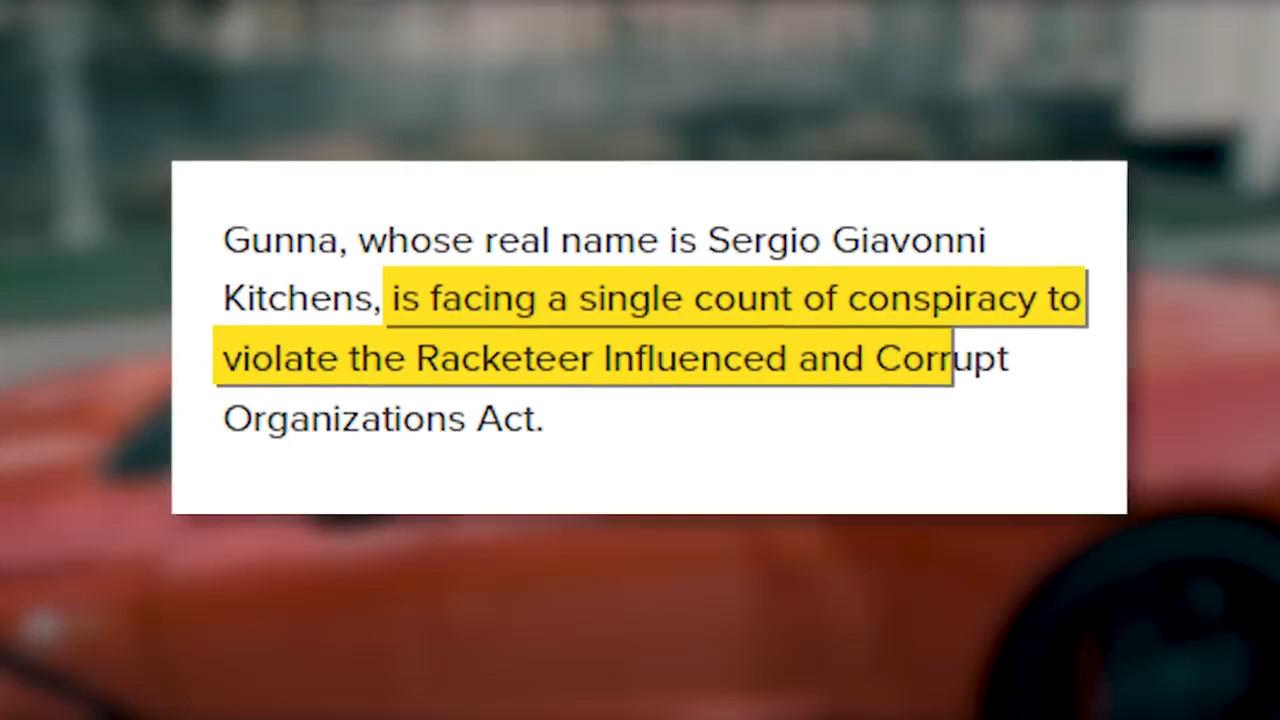 Gunna, whose real name is Sergio Giavonni
Kitchens, is facing a single count of conspiracy to
violate the Racketeer Influenced and Corrupt
Organizations Act.